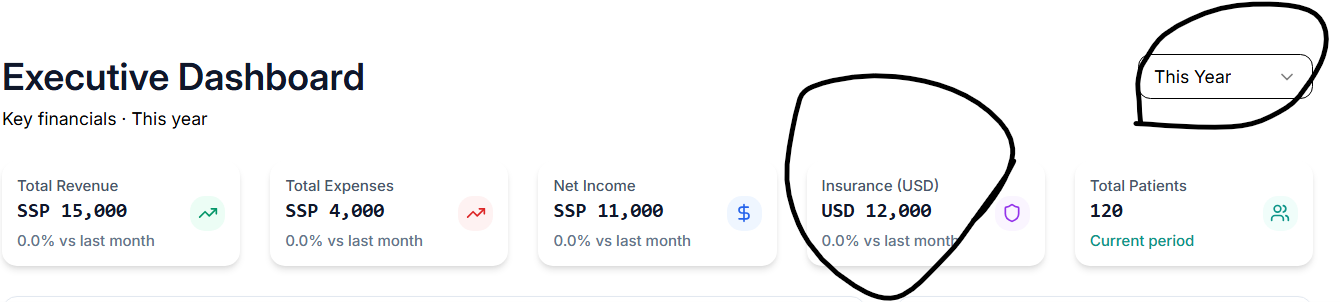 Executive Dashboard
This Year
Key financials · This year
Total Revenue
SSP 15,000
0.0% vs last month
Total Expenses
SSP 4,000
0.0% vs last month
Net Income
SSP 11,000
0.0% vs last month
Insurance (USD)
USD 12,000
0.0% vs last month
Total Patients
120
Current period